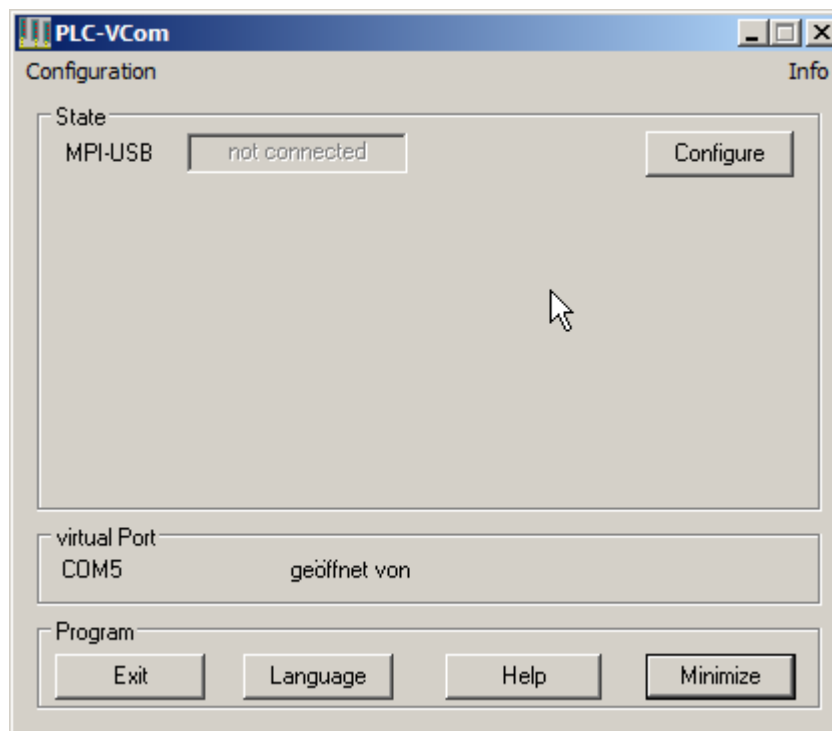 PLC-VCom
Configuration Info
State
MPI-USB not connected Configure
virtual Port
COM5 geöffnet von
Program
Exit Language Help Minimize